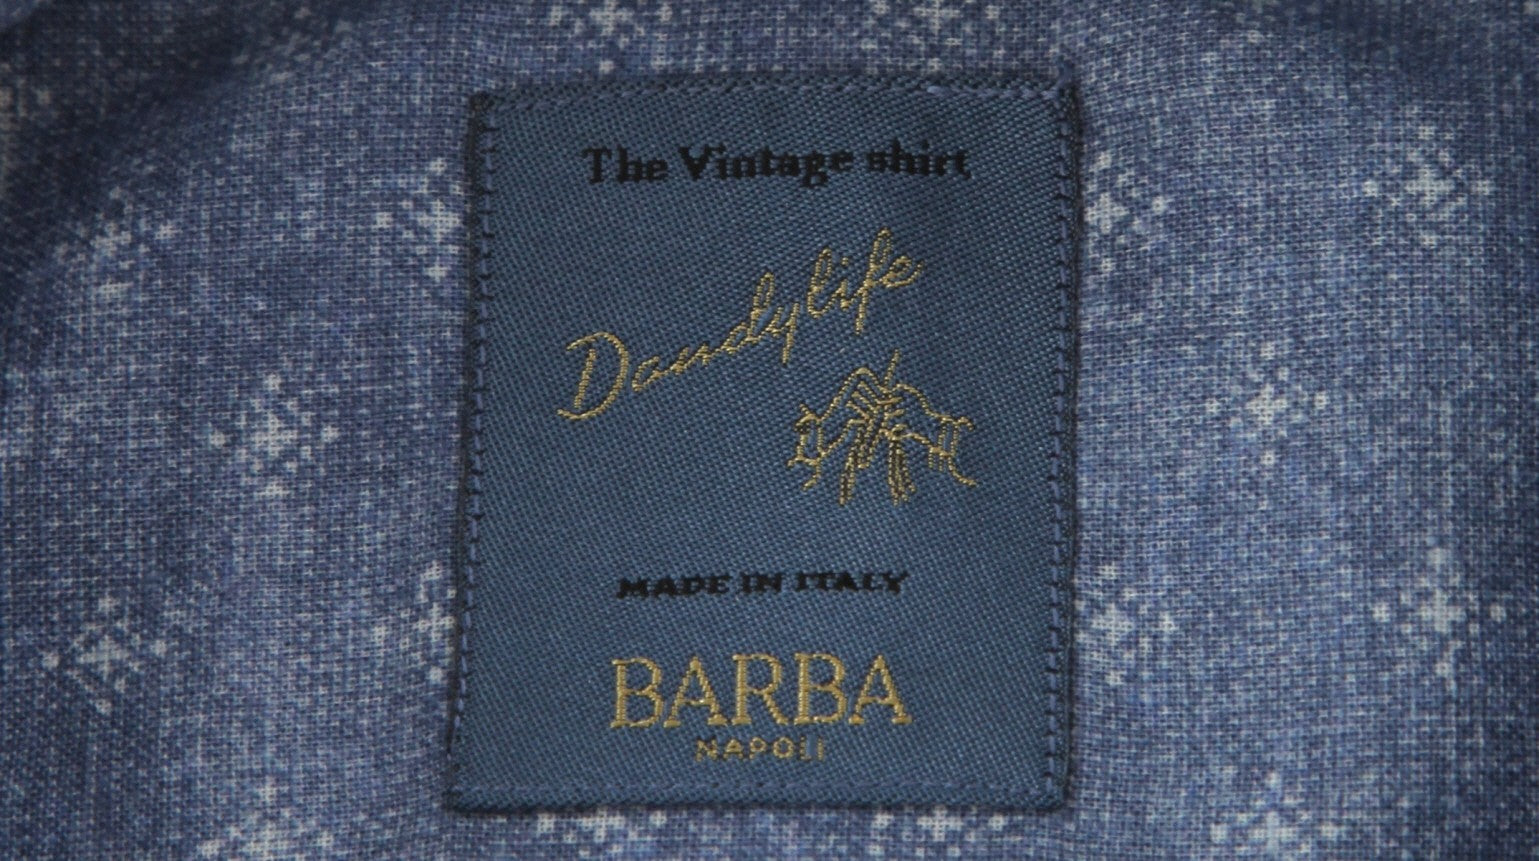 The Vintage shirt
Dandylife
MADE IN ITALY
BARBA
NAPOLI